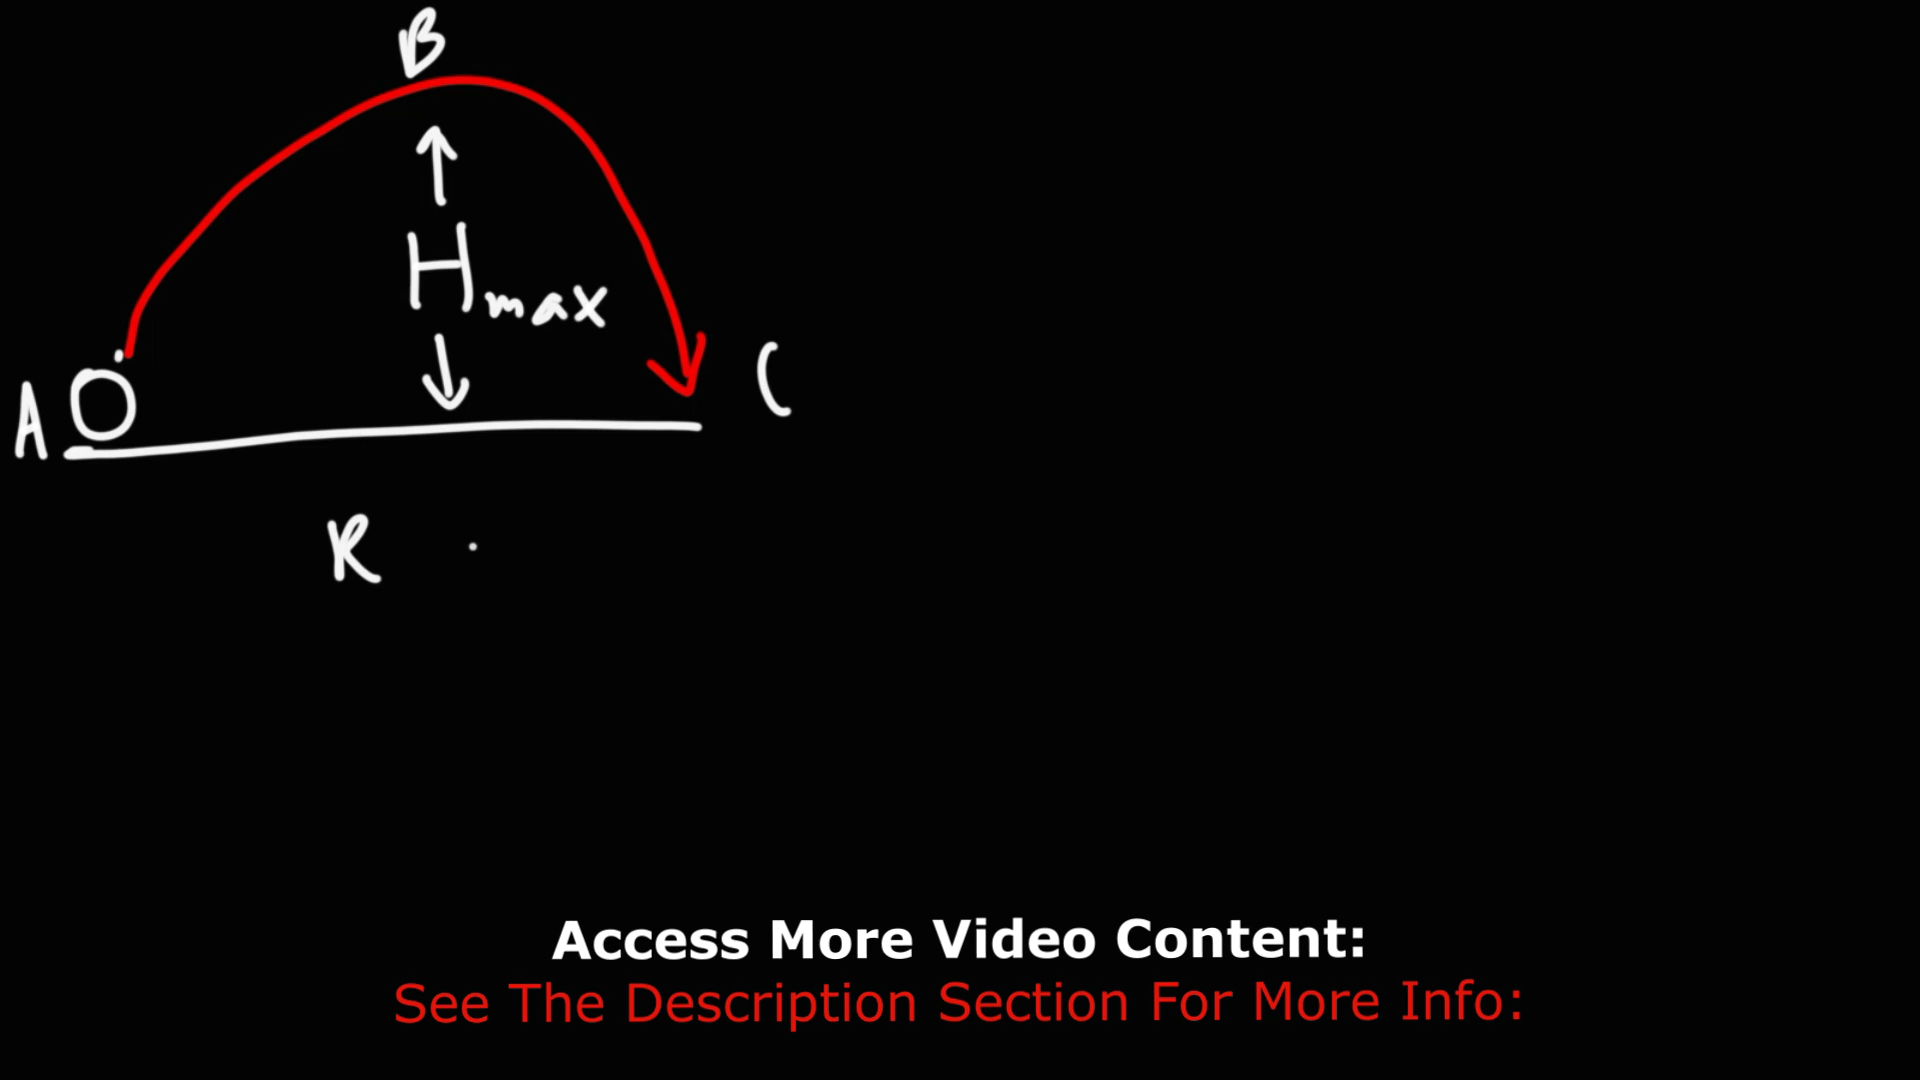 B
Hmax
A
C
R
Access More Video Content:
See The Description Section For More Info: